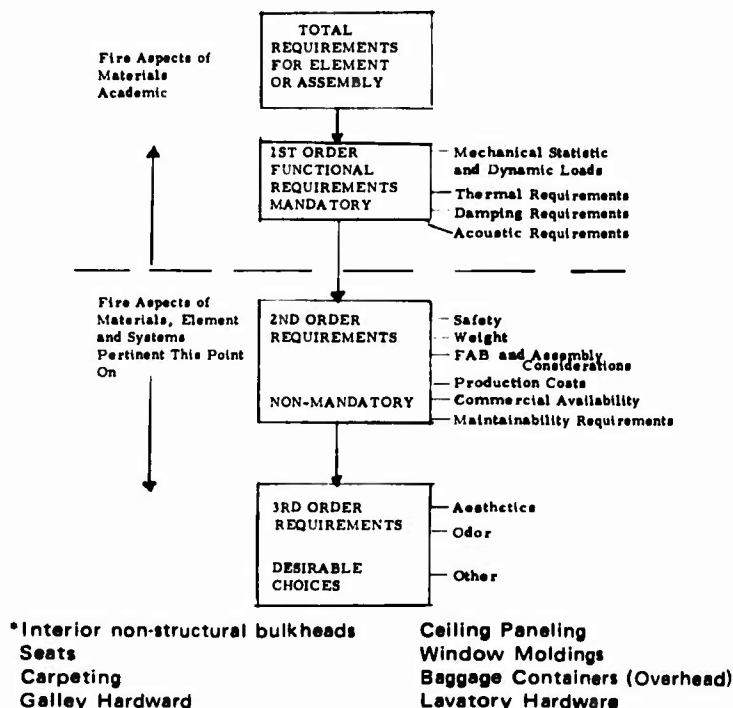 TOTAL
REQUIREMENTS
FOR ELEMENT
OR ASSEMBLY
Fire Aspects of
Materials
Academic
1ST ORDER
FUNCTIONAL
REQUIREMENTS
MANDATORY
Mechanical Statistic
and Dynamic Loads
Thermal Requirements
Damping Requirements
Acoustic Requirements
Fire Aspects of
Materials, Element
and Systems
Pertinent This Point
On
2ND ORDER
REQUIREMENTS
NON-MANDATORY
Safety
Weight
FAB and Assembly
Considerations
Production Costs
Commercial Availability
Maintainability Requirements
3RD ORDER
REQUIREMENTS
DESIRABLE
CHOICES
Aesthetics
Odor
Other
*Interior non-structural bulkheads
Seats
Carpeting
Galley Hardward
Ceiling Paneling
Window Moldings
Baggage Containers (Overhead)
Lavatory Hardware